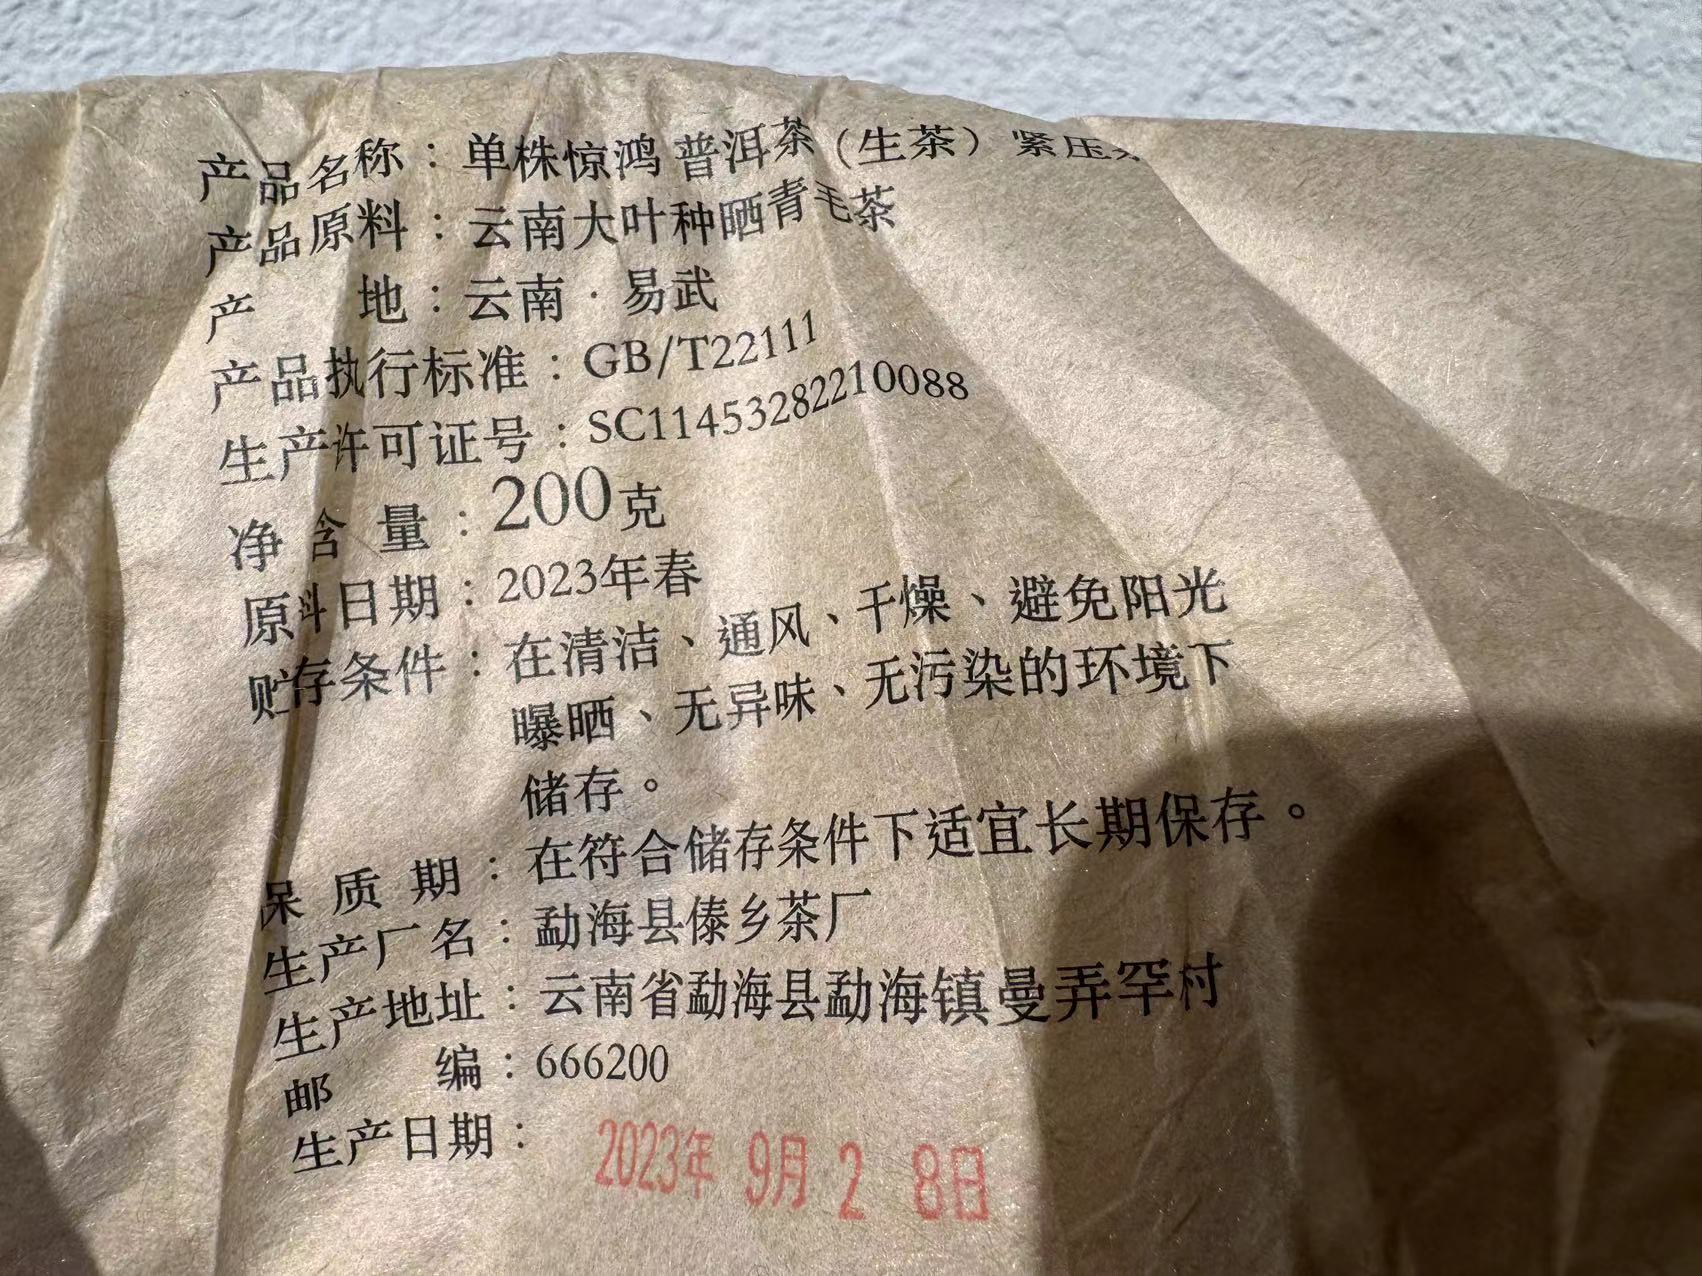 产品名称：单株惊鸿 普洱茶（生茶）紧压茶
产品原料：云南大叶种晒青毛茶
产 地：云南·易武
产品执行标准：GB/T22111
生产许可证号：SC11453282210088
净含量：200克
原料日期：2023年春
贮存条件：在清洁、通风、干燥、避免阳光
曝晒、无异味、无污染的环境下
储存。
保质期：在符合储存条件下适宜长期保存。
生产厂名：勐海县傣乡茶厂
生产地址：云南省勐海县勐海镇曼弄罕村
邮 编：666200
生产日期：2023年 9月 2 8日